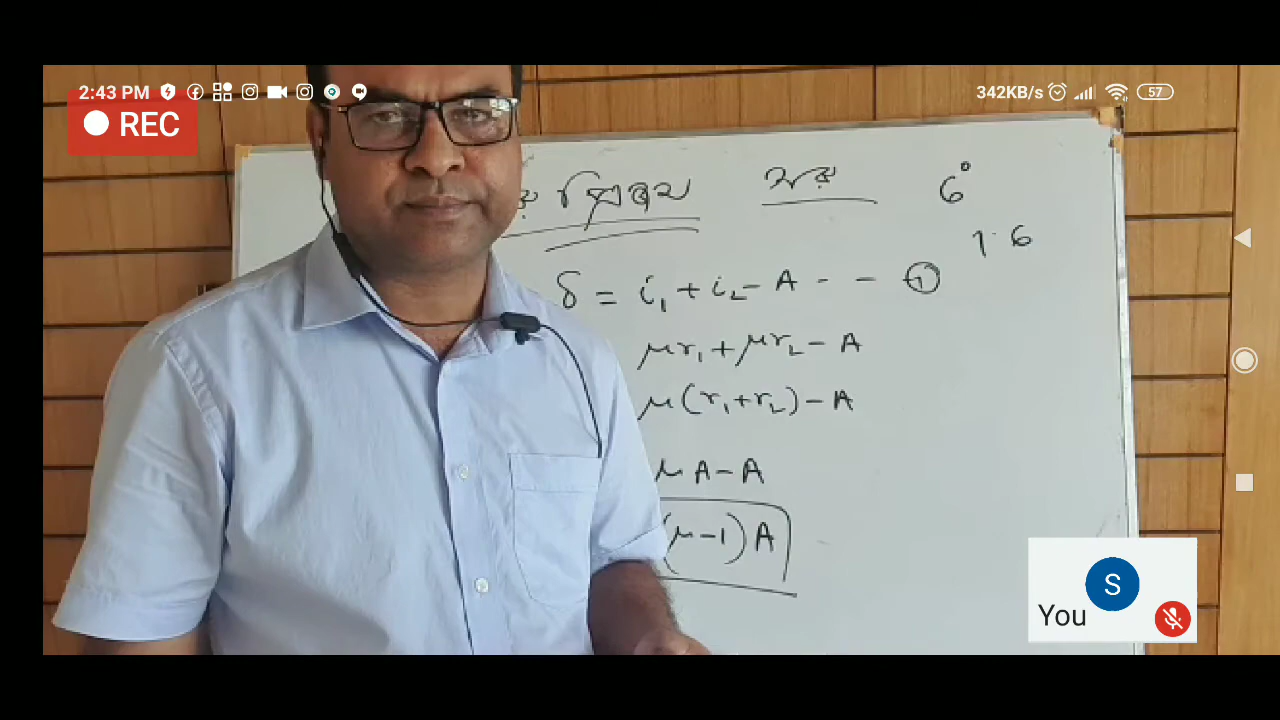 2:43 PM 342KB/s 57
REC
6°
1.6
δ = i₁ + i₂ - A - - ①
μr₁ + μr₂ - A
μ(r₁+r₂) - A
μA - A
(μ-1)A
S
You